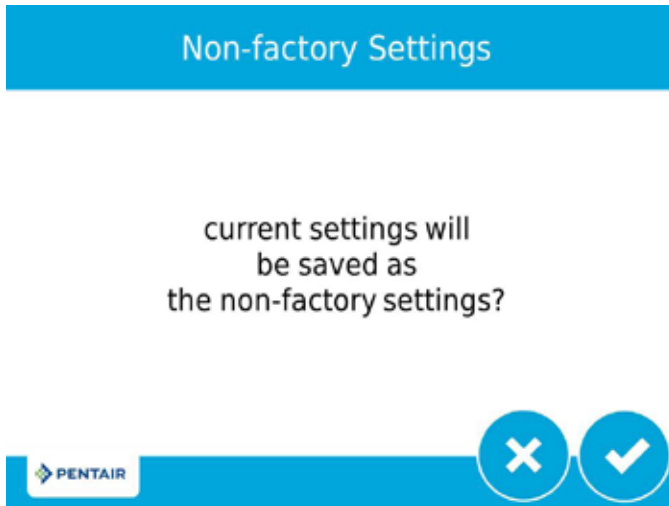 Non-factory Settings
current settings will
be saved as
the non-factory settings?
PENTAIR